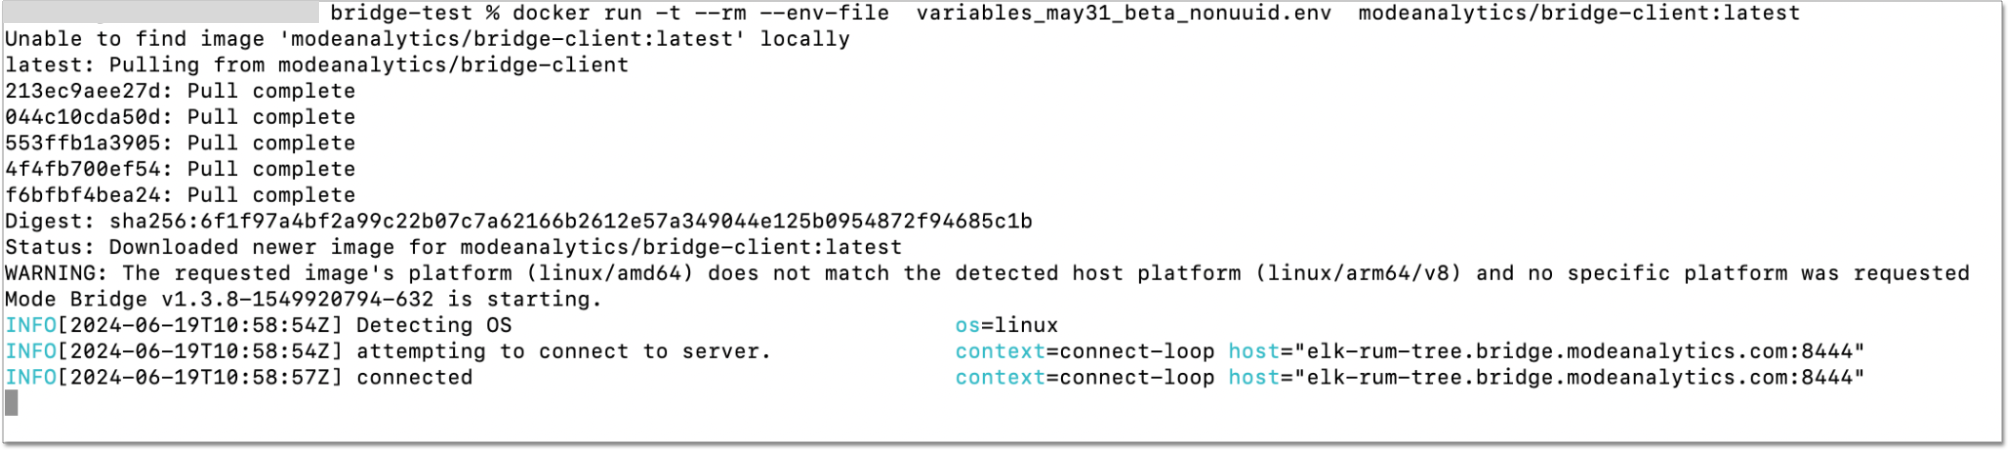 bridge-test % docker run -t --rm --env-file  variables_may31_beta_nonuuid.env  modeanalytics/bridge-client:latest
Unable to find image 'modeanalytics/bridge-client:latest' locally
latest: Pulling from modeanalytics/bridge-client
213ec9aee27d: Pull complete
044c10cda50d: Pull complete
553ffb1a3905: Pull complete
4f4fb700ef54: Pull complete
f6bfbf4bea24: Pull complete
Digest: sha256:6f1f97a4bf2a99c22b07c7a62166b2612e57a349044e125b0954872f94685c1b
Status: Downloaded newer image for modeanalytics/bridge-client:latest
WARNING: The requested image's platform (linux/amd64) does not match the detected host platform (linux/arm64/v8) and no specific platform was requested
Mode Bridge v1.3.8-1549920794-632 is starting.
INFO[2024-06-19T10:58:54Z] Detecting OS                                  os=linux
INFO[2024-06-19T10:58:54Z] attempting to connect to server.              context=connect-loop host="elk-rum-tree.bridge.modeanalytics.com:8444"
INFO[2024-06-19T10:58:57Z] connected                                     context=connect-loop host="elk-rum-tree.bridge.modeanalytics.com:8444"